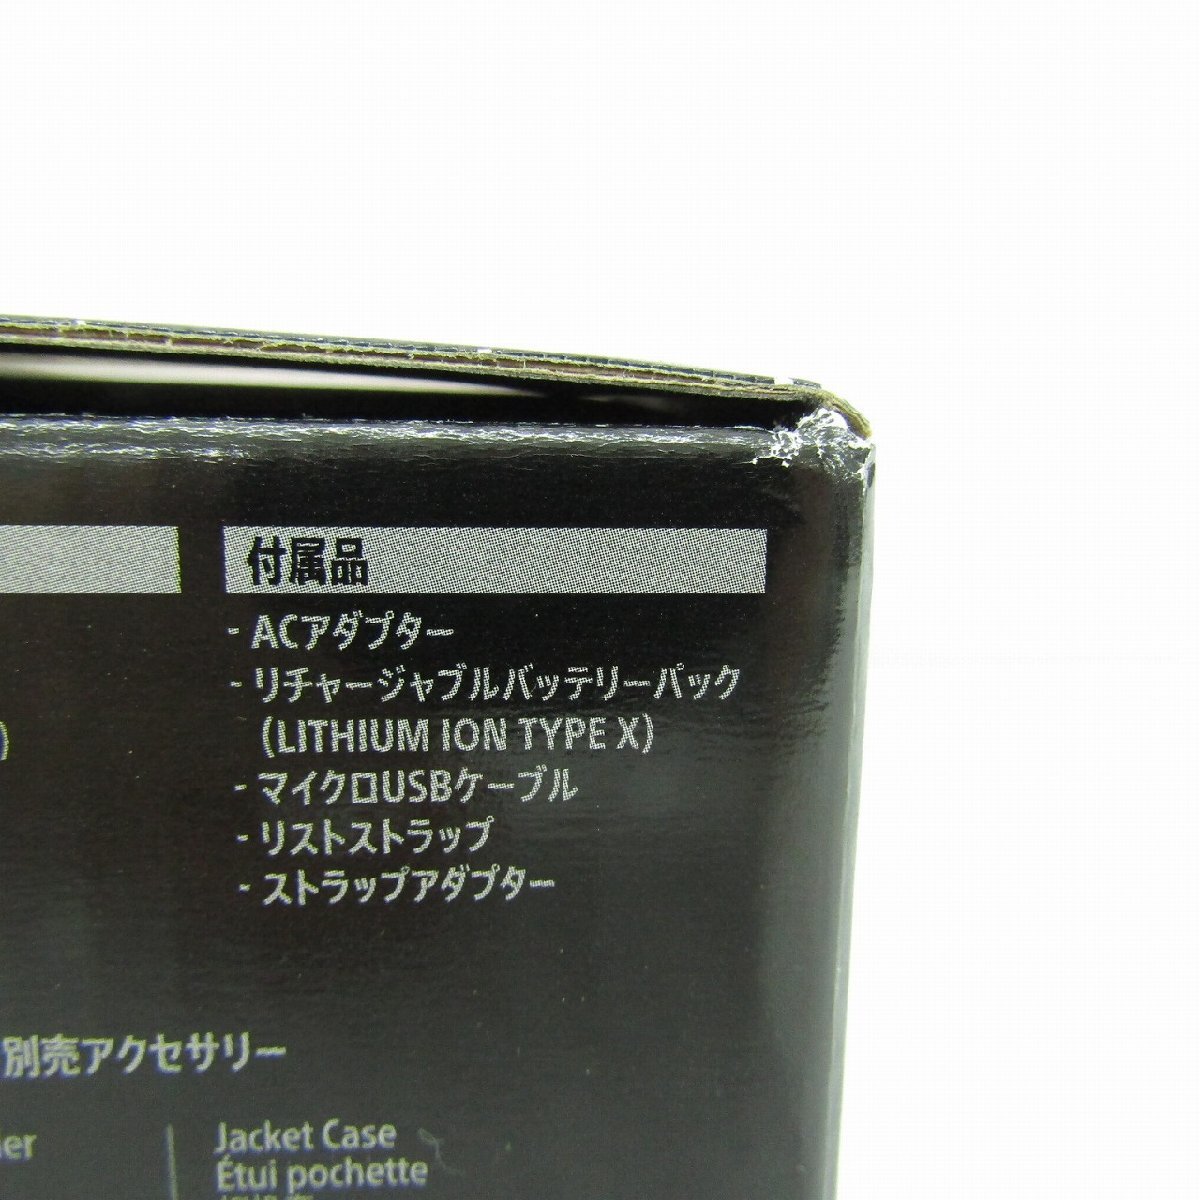 付属品
- ACアダプター
- リチャージャブルバッテリーパック
(LITHIUM ION TYPE X)
- マイクロUSBケーブル
- リストストラップ
- ストラップアダプター
)
別売アクセサリー
Jacket Case
Étui pochette